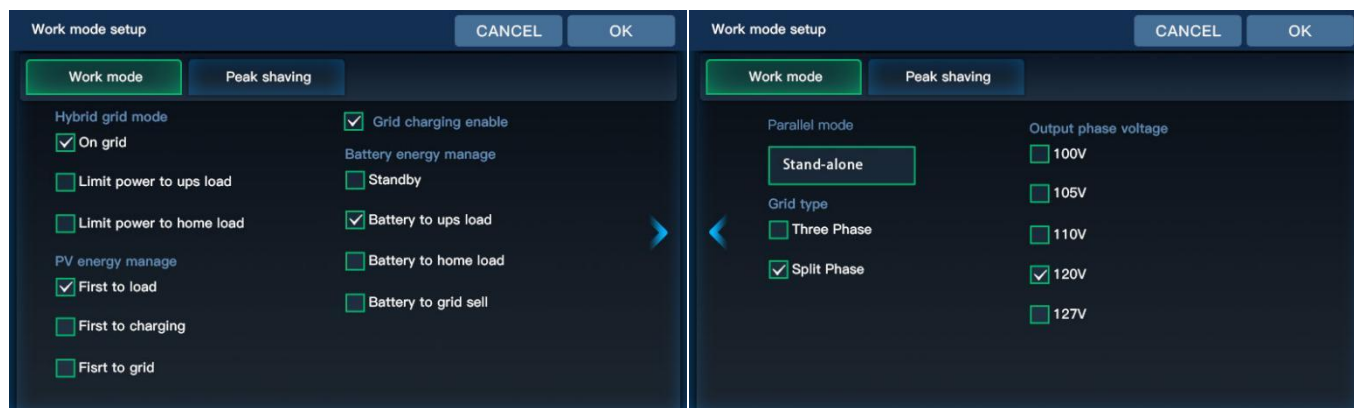 Work mode setup
CANCEL
OK
Work mode
Peak shaving
Hybrid grid mode
On grid
Limit power to ups load
Limit power to home load
PV energy manage
First to load
First to charging
Fisrt to grid
Grid charging enable
Battery energy manage
Standby
Battery to ups load
Battery to home load
Battery to grid sell
Work mode setup
CANCEL
OK
Work mode
Peak shaving
Parallel mode
Stand-alone
Grid type
Three Phase
Split Phase
Output phase voltage
100V
105V
110V
120V
127V